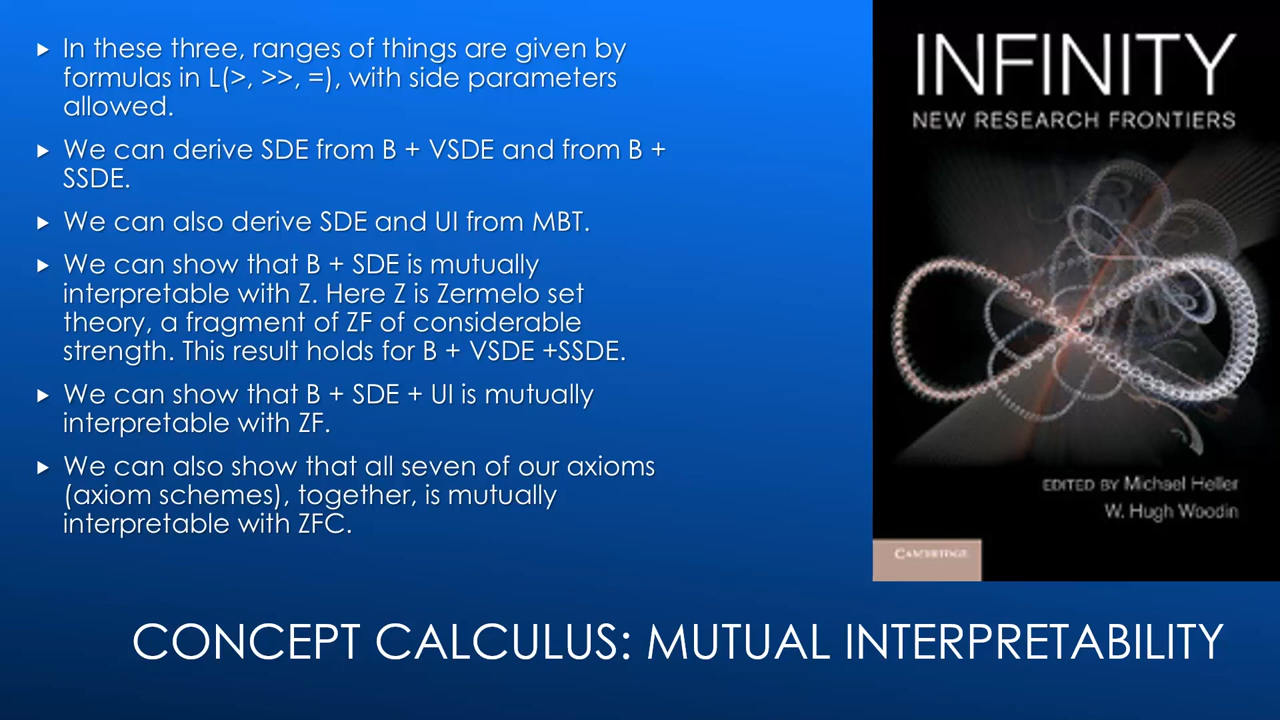 ▶ In these three, ranges of things are given by
formulas in L(>, >>, =), with side parameters
allowed.
▶ We can derive SDE from B + VSDE and from B +
SSDE.
▶ We can also derive SDE and UI from MBT.
▶ We can show that B + SDE is mutually
interpretable with Z. Here Z is Zermelo set
theory, a fragment of ZF of considerable
strength. This result holds for B + VSDE +SSDE.
▶ We can show that B + SDE + UI is mutually
interpretable with ZF.
▶ We can also show that all seven of our axioms
(axiom schemes), together, is mutually
interpretable with ZFC.
INFINITY
NEW RESEARCH FRONTIERS
EDITED BY Michael Heller
W. Hugh Woodin
CAMBRIDGE
CONCEPT CALCULUS: MUTUAL INTERPRETABILITY